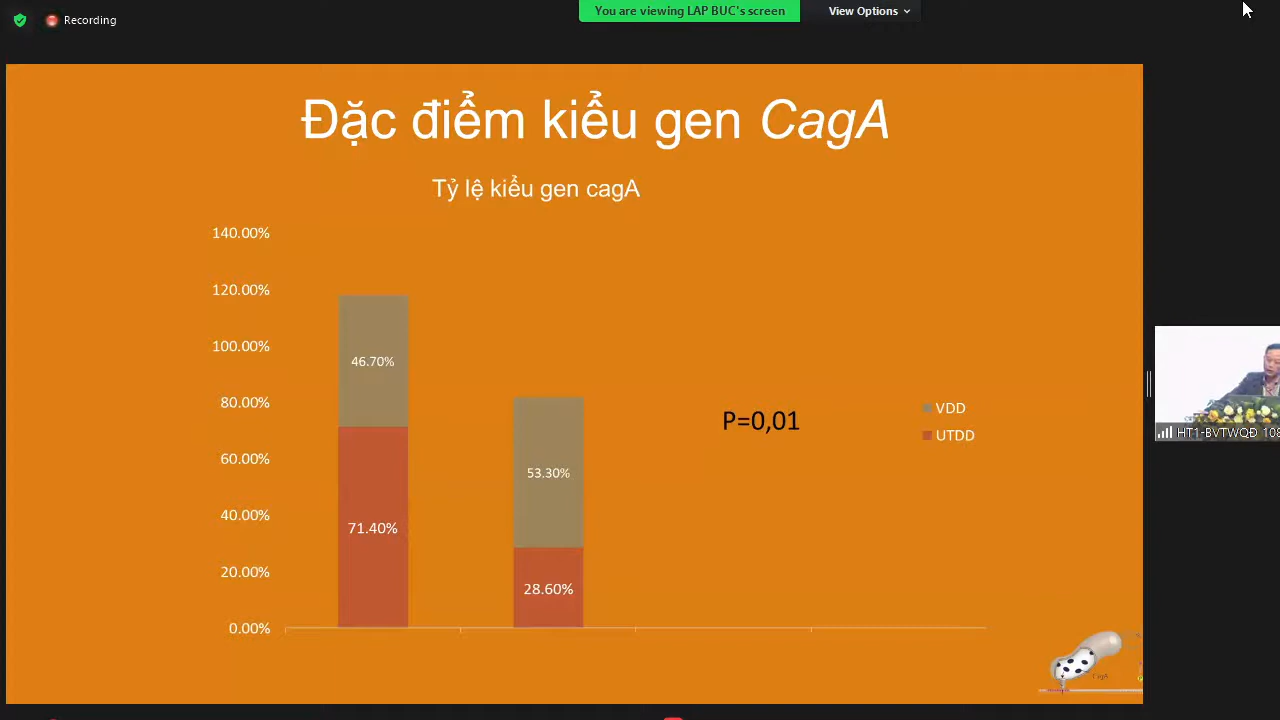 Recording
You are viewing LAP BUC's screen
View Options
Đặc điểm kiểu gen CagA
Tỷ lệ kiểu gen cagA
140.00%
120.00%
100.00%
80.00%
60.00%
40.00%
20.00%
0.00%
46.70%
71.40%
53.30%
28.60%
P=0,01
VDD
UTDD
HT1-BVTWQĐ 108
CagA